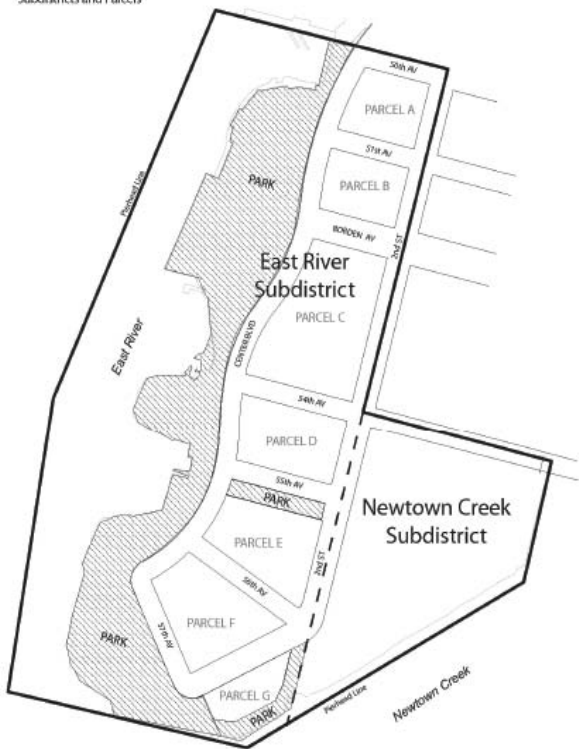 Subdistricts and Parcels
50th AV
PARCEL A
51st AV
PARK
PARCEL B
Pierhead Line
BORDEN AV
2nd ST
East River
Subdistrict
PARCEL C
East River
CENTER BLVD
54th AV
PARCEL D
55th AV
PARK
Newtown Creek
Subdistrict
PARCEL E
2nd ST
56th AV
57th AV
PARCEL F
PARK
PARCEL G
PARK
Pierhead Line
Newtown Creek